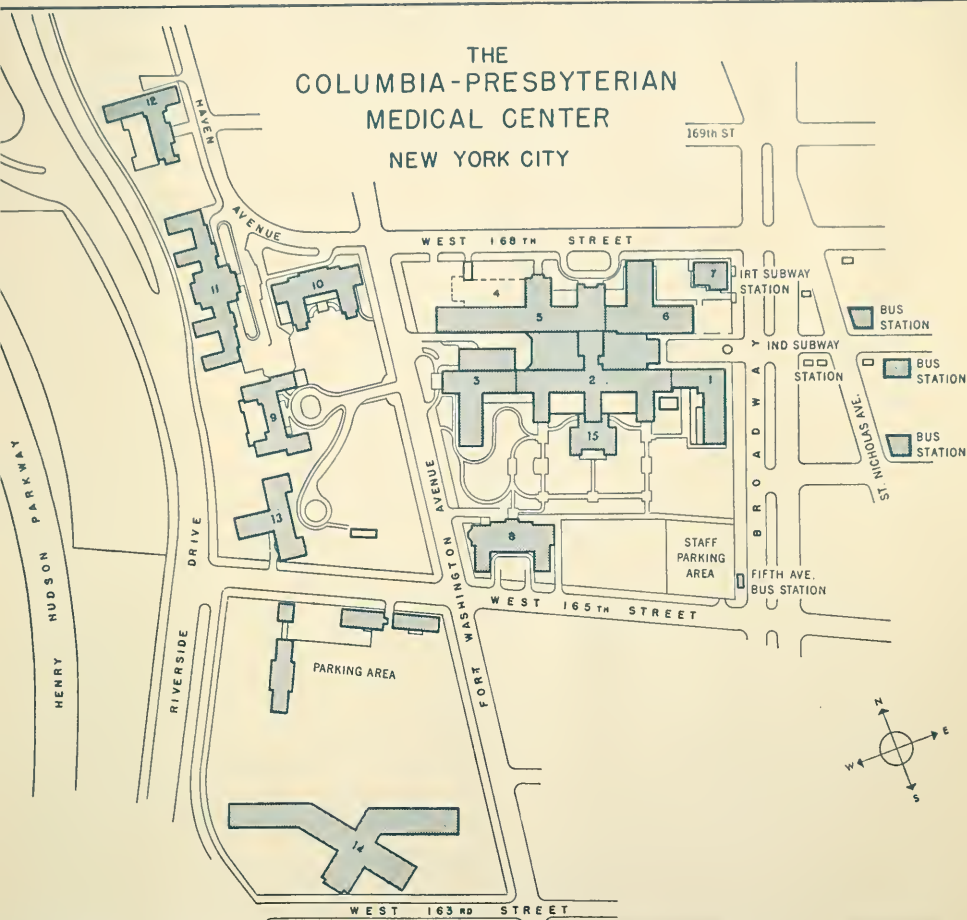 THE
COLUMBIA-PRESBYTERIAN
MEDICAL CENTER
NEW YORK CITY
169th ST
12
HAVEN
AVENUE
WEST 168TH STREET
11
10
4
5
6
7
IRT SUBWAY
STATION
BUS
STATION
IND SUBWAY
STATION
BUS
STATION
BUS
STATION
ST. NICHOLAS AVE.
BROADWAY
3
2
1
15
9
13
8
AVENUE
FORT WASHINGTON
STAFF
PARKING
AREA
FIFTH AVE.
BUS STATION
WEST 165TH STREET
HENRY HUDSON PARKWAY
RIVERSIDE DRIVE
PARKING AREA
14
N
E
W
S
WEST 163RD STREET